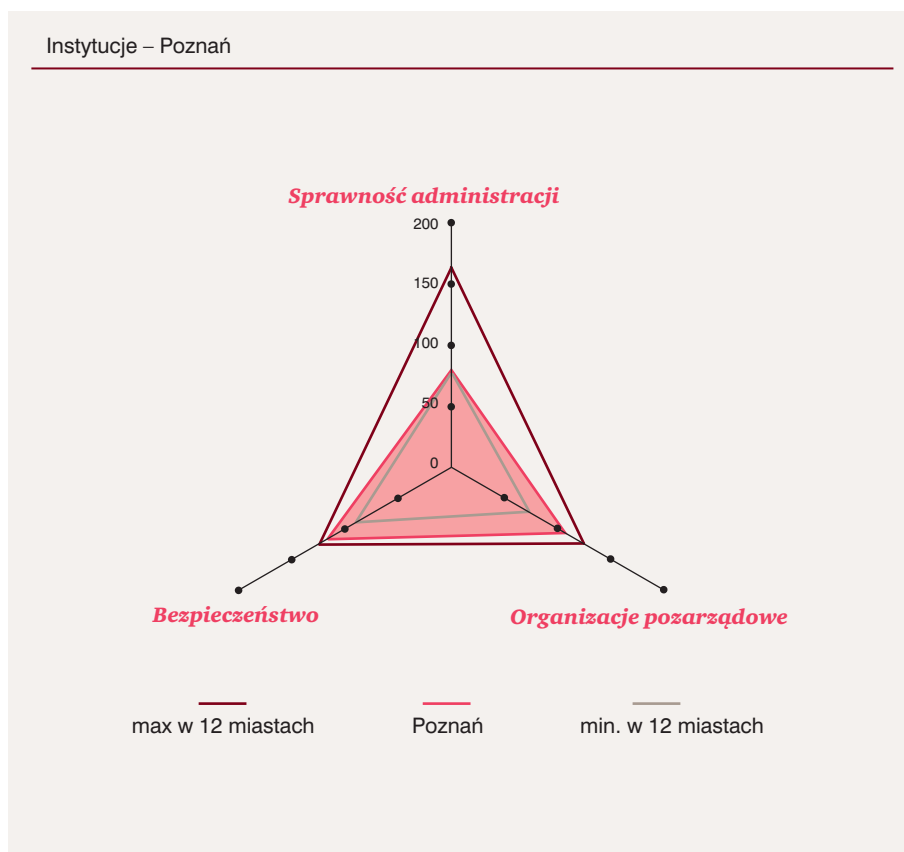 Instytucje – Poznań
Sprawność administracji
200
150
100
50
0
Bezpieczeństwo
Organizacje pozarządowe
max w 12 miastach
Poznań
min. w 12 miastach